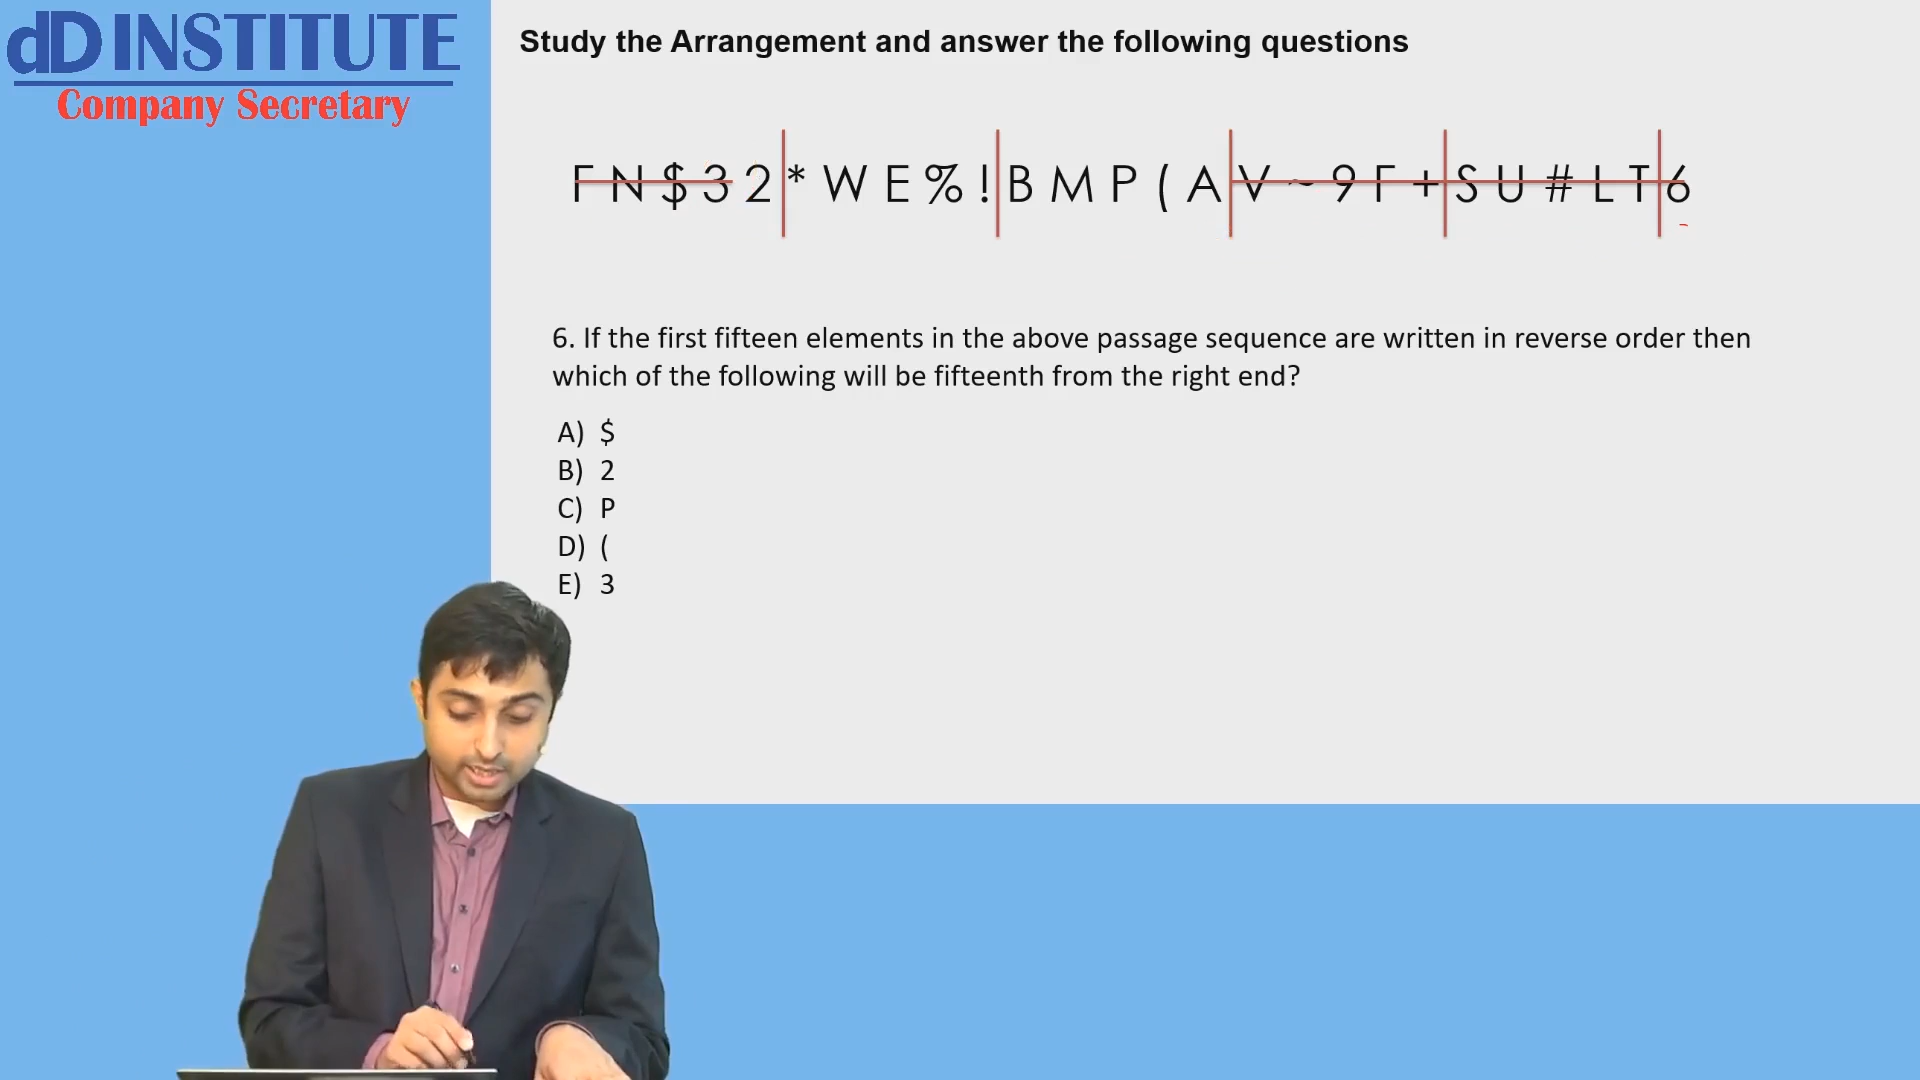 dD INSTITUTE
Company Secretary
Study the Arrangement and answer the following questions
F N $ 3 2 * W E % ! B M P ( A V ~ 9 F + S U # L T 6
6. If the first fifteen elements in the above passage sequence are written in reverse order then
which of the following will be fifteenth from the right end?
A) $
B) 2
C) P
D) (
E) 3